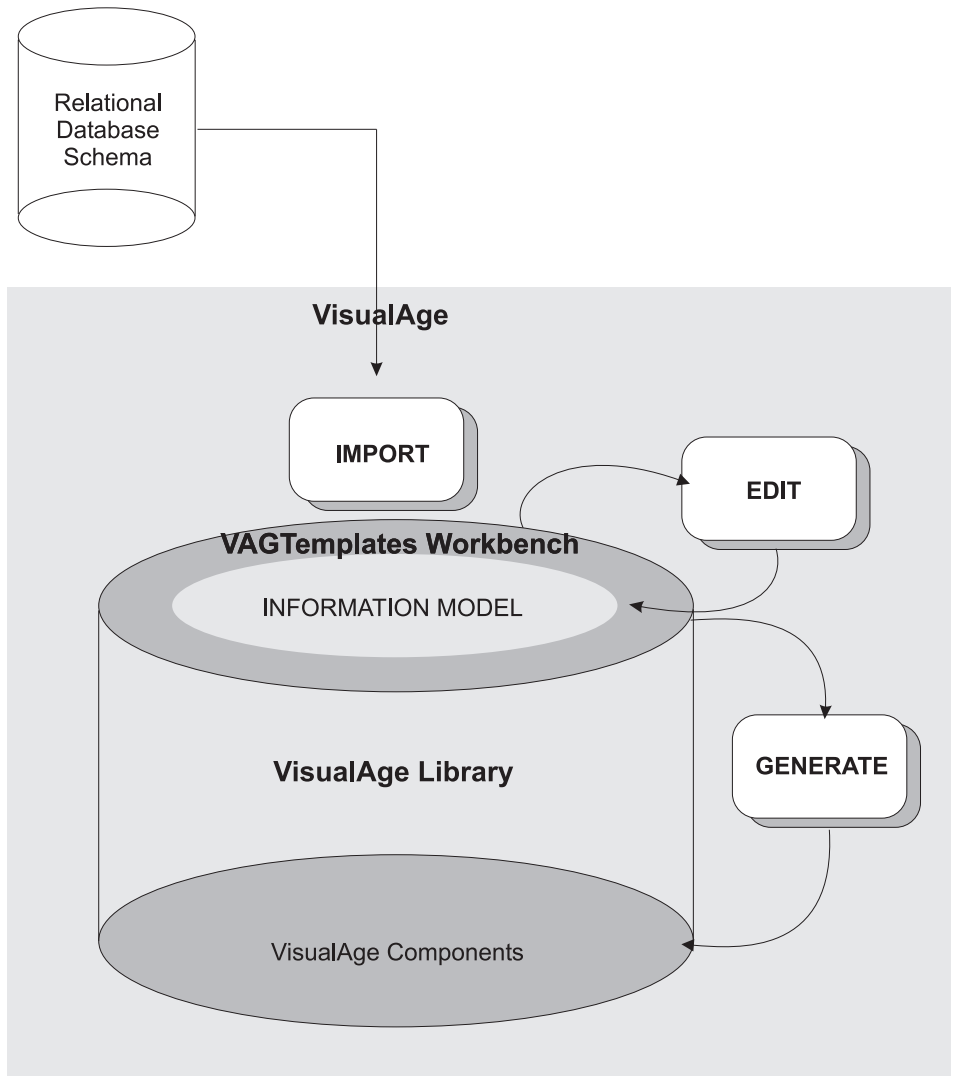 Relational
Database
Schema
VisualAge
IMPORT
EDIT
VAGTemplates Workbench
INFORMATION MODEL
VisualAge Library
GENERATE
VisualAge Components